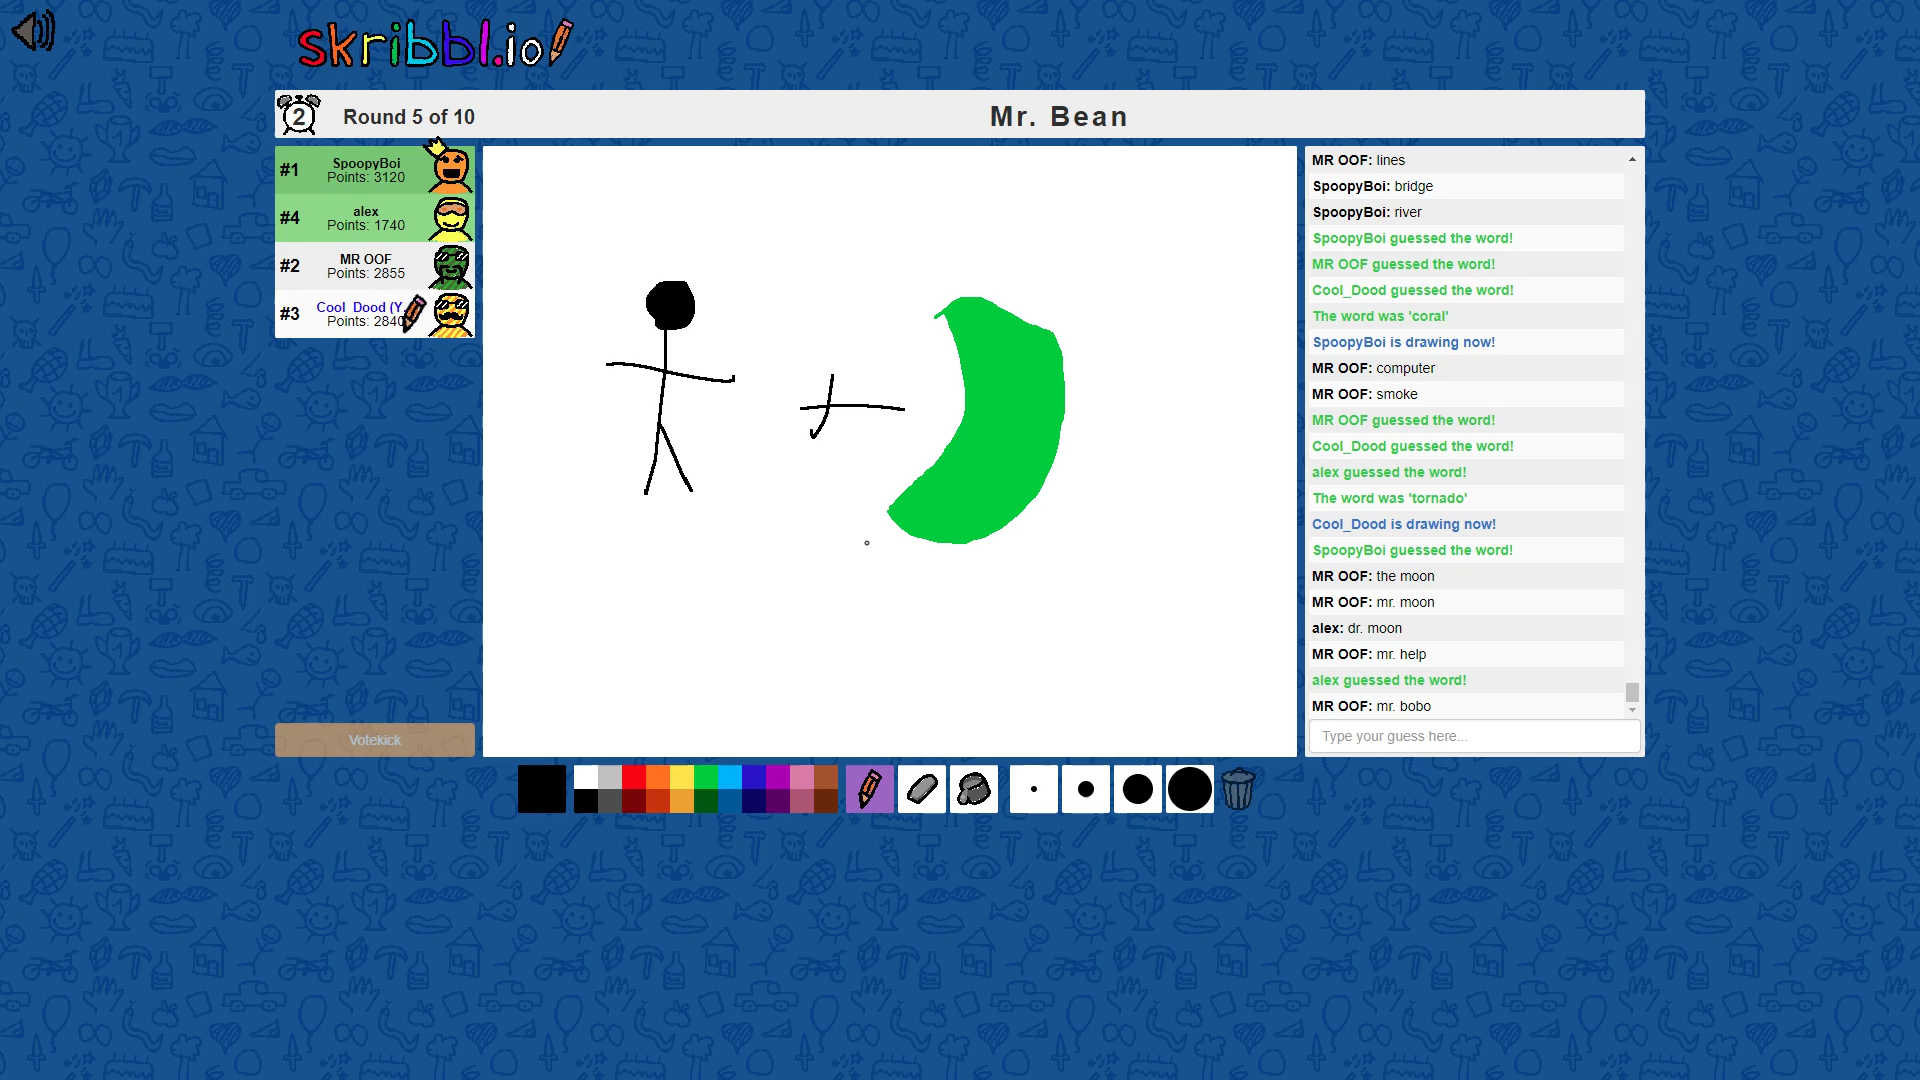 skribbl.io
2
Round 5 of 10
Mr. Bean
#1
SpoopyBoi
Points: 3120
#4
alex
Points: 1740
#2
MR OOF
Points: 2855
#3
Cool_Dood (Y
Points: 2840
Votekick
MR OOF: lines
SpoopyBoi: bridge
SpoopyBoi: river
SpoopyBoi guessed the word!
MR OOF guessed the word!
Cool_Dood guessed the word!
The word was 'coral'
SpoopyBoi is drawing now!
MR OOF: computer
MR OOF: smoke
MR OOF guessed the word!
Cool_Dood guessed the word!
alex guessed the word!
The word was 'tornado'
Cool_Dood is drawing now!
SpoopyBoi guessed the word!
MR OOF: the moon
MR OOF: mr. moon
alex: dr. moon
MR OOF: mr. help
alex guessed the word!
MR OOF: mr. bobo
Type your guess here...